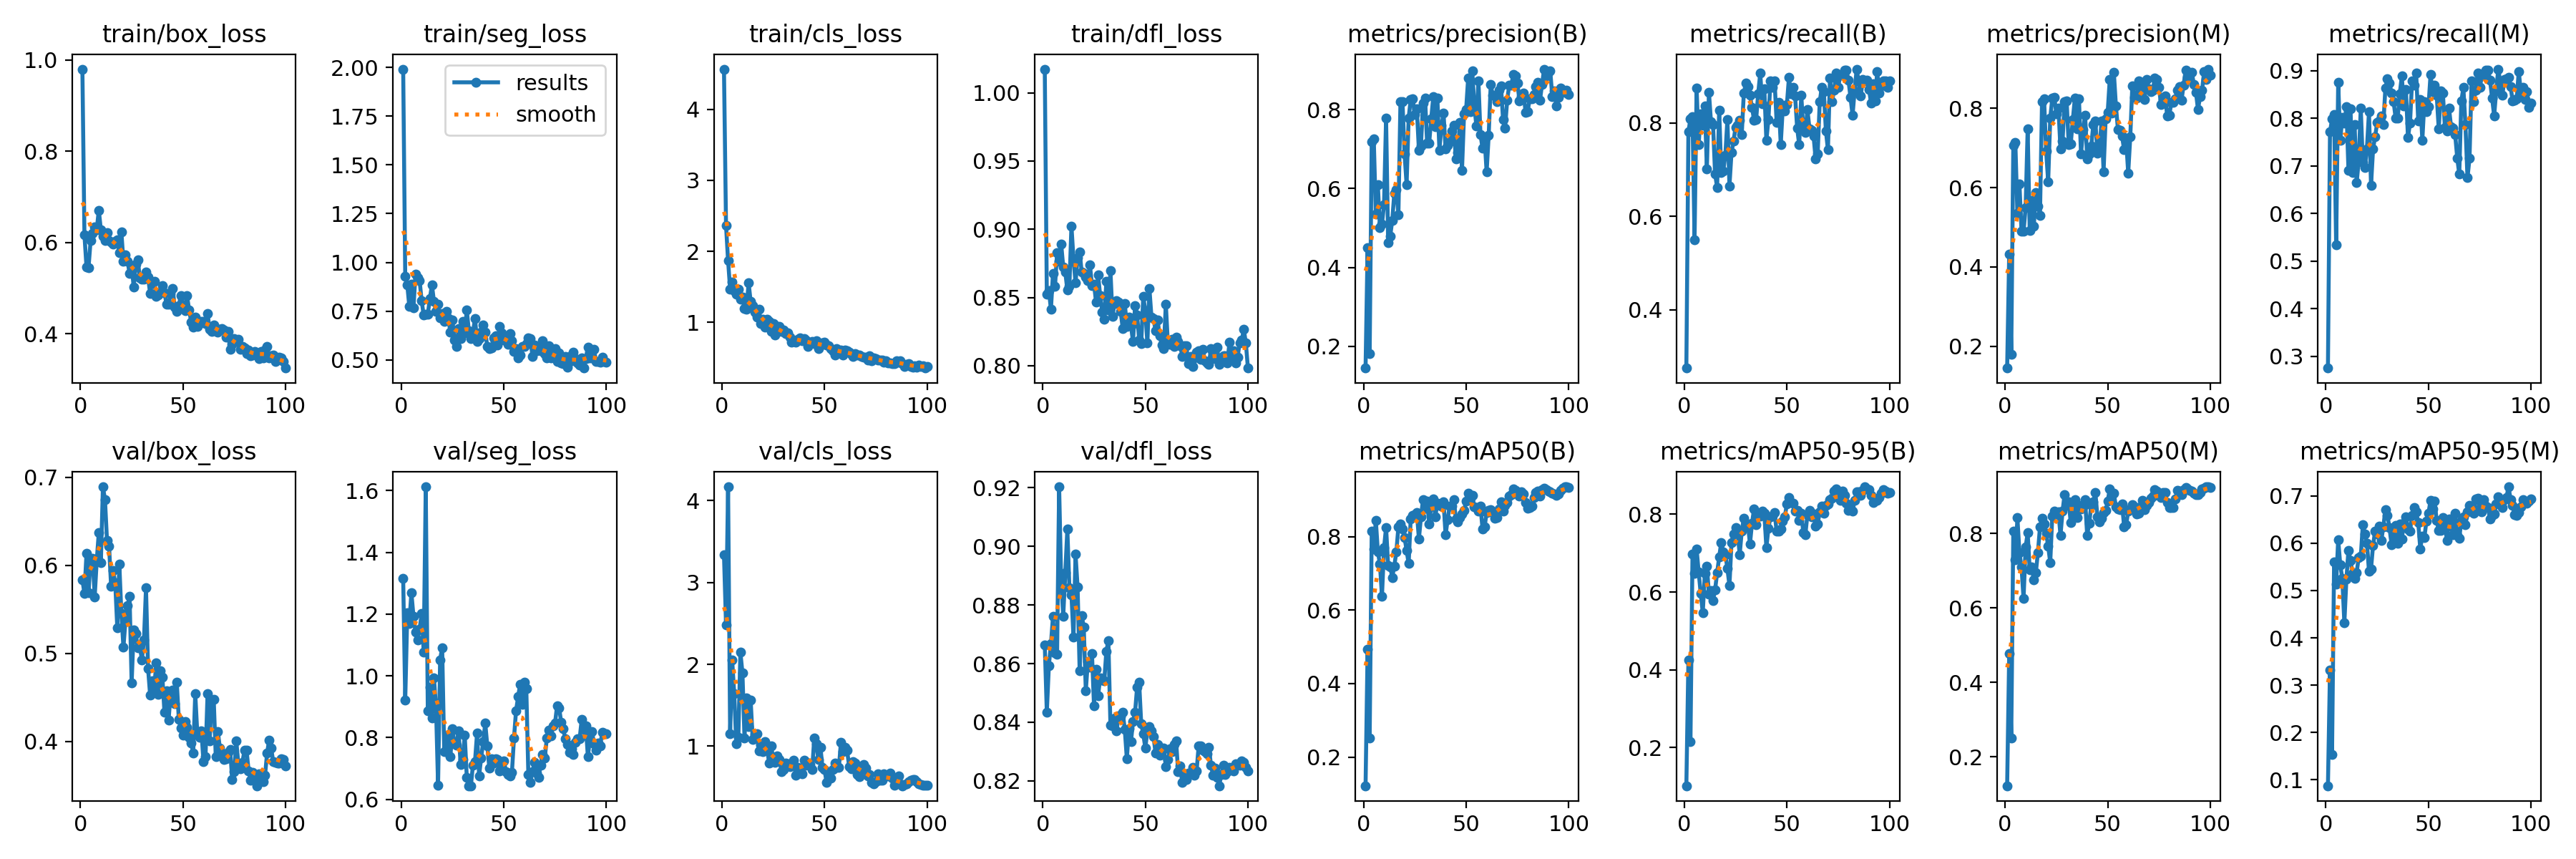 train/box_loss
train/seg_loss
train/cls_loss
train/dfl_loss
metrics/precision(B)
metrics/recall(B)
metrics/precision(M)
metrics/recall(M)
1.0
0.8
0.6
0.4
0 50 100
2.00
1.75
1.50
1.25
1.00
0.75
0.50
results
smooth
0 50 100
4
3
2
1
0 50 100
1.00
0.95
0.90
0.85
0.80
0 50 100
0.8
0.6
0.4
0.2
0 50 100
0.8
0.6
0.4
0 50 100
0.8
0.6
0.4
0.2
0 50 100
0.9
0.8
0.7
0.6
0.5
0.4
0.3
0 50 100
val/box_loss
val/seg_loss
val/cls_loss
val/dfl_loss
metrics/mAP50(B)
metrics/mAP50-95(B)
metrics/mAP50(M)
metrics/mAP50-95(M)
0.7
0.6
0.5
0.4
0 50 100
1.6
1.4
1.2
1.0
0.8
0.6
0 50 100
4
3
2
1
0 50 100
0.92
0.90
0.88
0.86
0.84
0.82
0 50 100
0.8
0.6
0.4
0.2
0 50 100
0.8
0.6
0.4
0.2
0 50 100
0.8
0.6
0.4
0.2
0 50 100
0.7
0.6
0.5
0.4
0.3
0.2
0.1
0 50 100